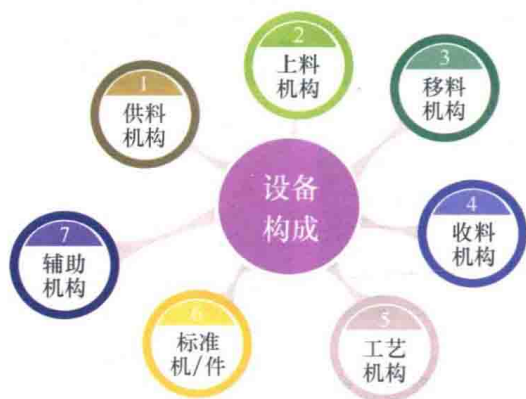 设备
构成
1
供料
机构
2
上料
机构
3
移料
机构
4
收料
机构
5
工艺
机构
6
标准
机/件
7
辅助
机构